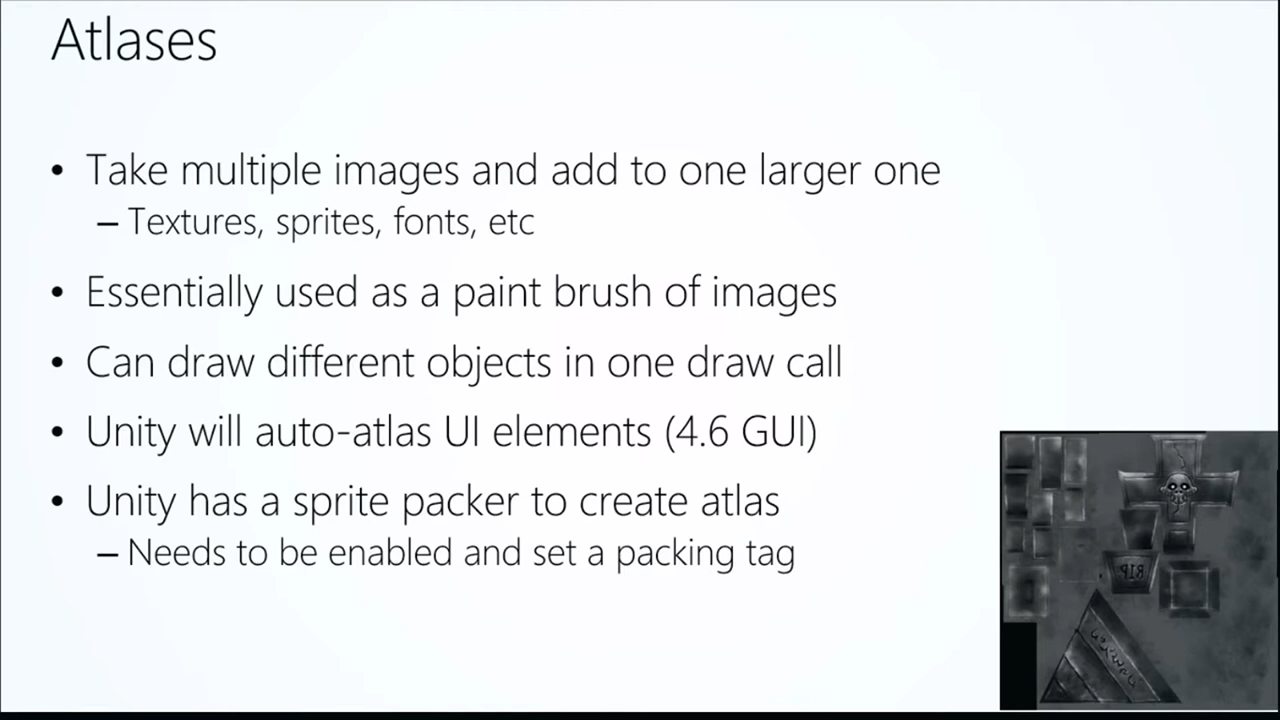 Atlases
• Take multiple images and add to one larger one
– Textures, sprites, fonts, etc
• Essentially used as a paint brush of images
• Can draw different objects in one draw call
• Unity will auto-atlas UI elements (4.6 GUI)
• Unity has a sprite packer to create atlas
– Needs to be enabled and set a packing tag
RIP